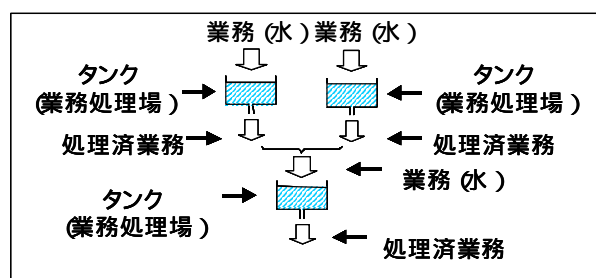 業務(水)業務(水)
タンク
(業務処理場)
タンク
(業務処理場)
処理済業務
処理済業務
業務(水)
タンク
(業務処理場)
処理済業務